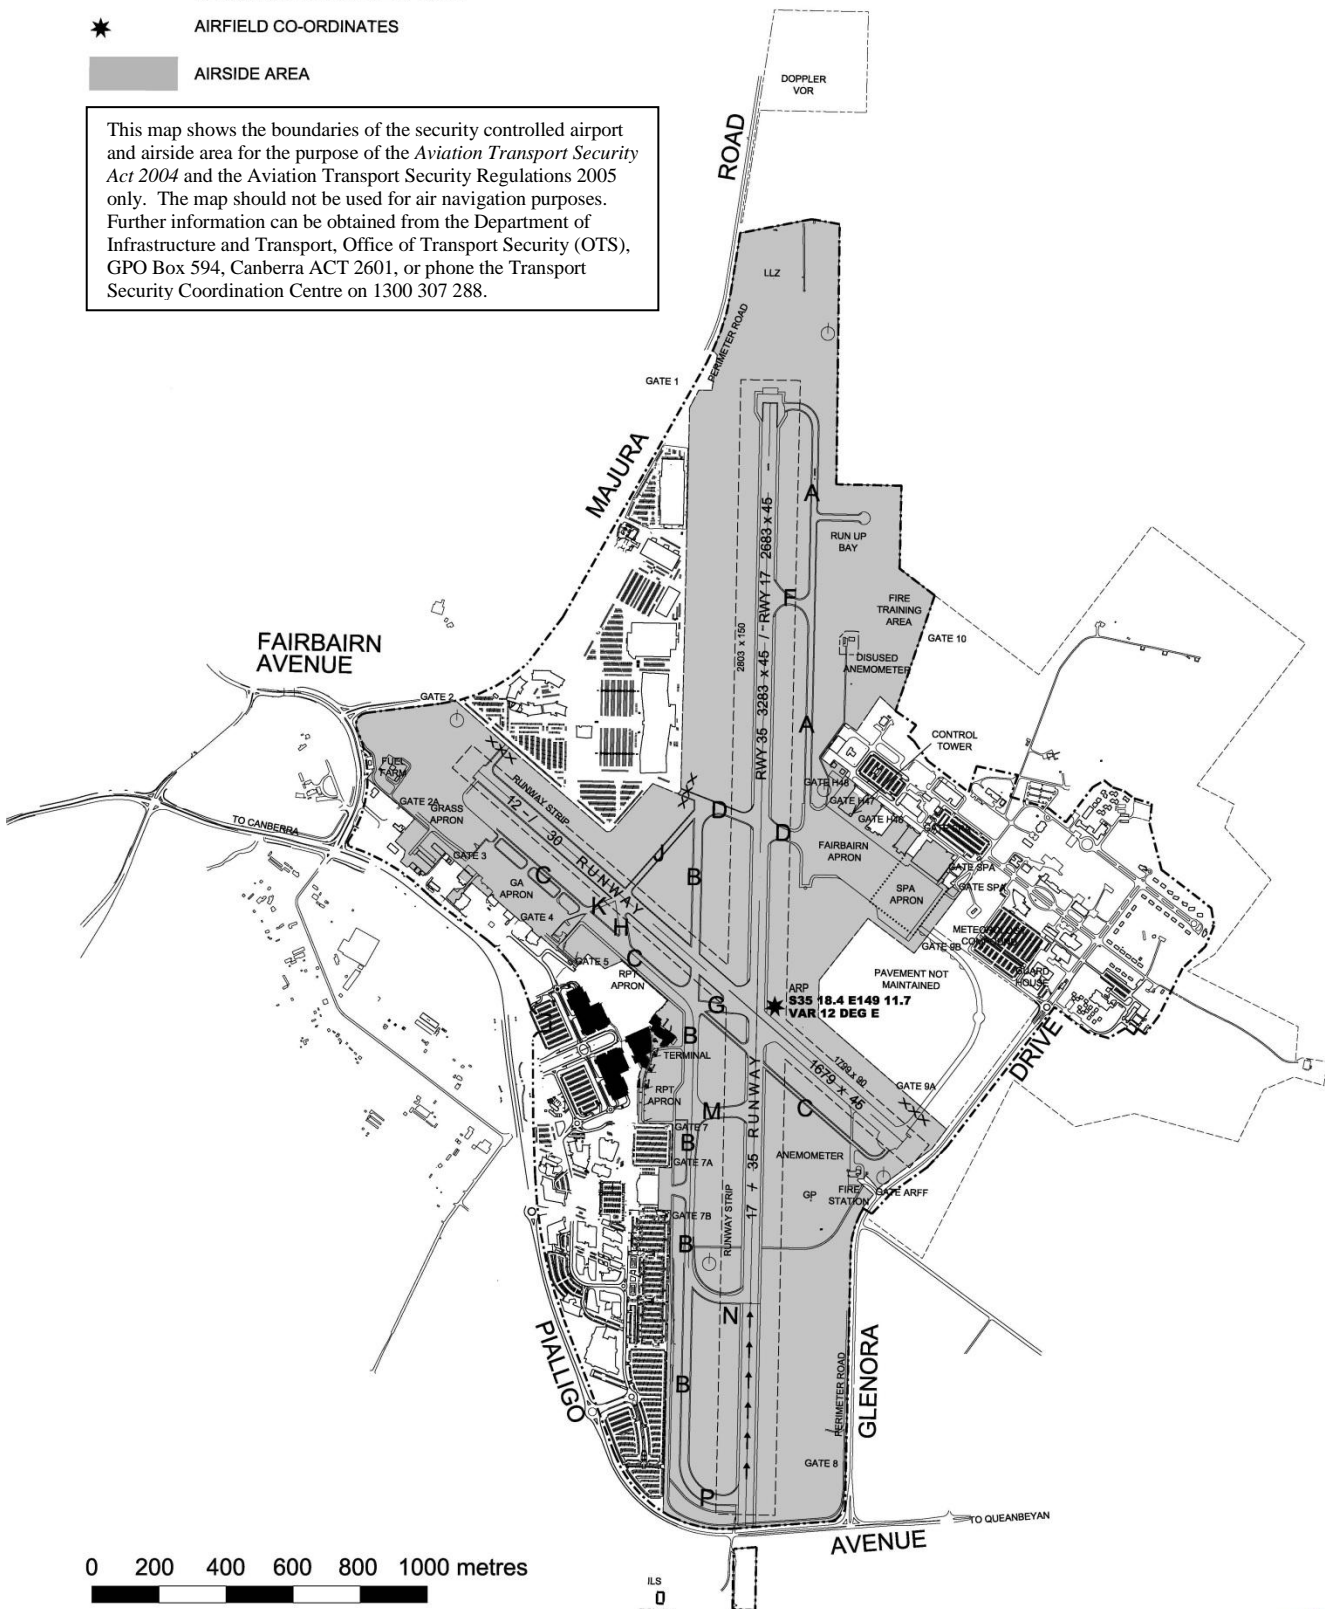 AIRFIELD CO-ORDINATES
AIRSIDE AREA
This map shows the boundaries of the security controlled airport
and airside area for the purpose of the Aviation Transport Security
Act 2004 and the Aviation Transport Security Regulations 2005
only. The map should not be used for air navigation purposes.
Further information can be obtained from the Department of
Infrastructure and Transport, Office of Transport Security (OTS),
GPO Box 594, Canberra ACT 2601, or phone the Transport
Security Coordination Centre on 1300 307 288.
DOPPLER
VOR
ROAD
LLZ
PERIMETER ROAD
GATE 1
MAJURA
A
RUN UP
BAY
RWY 35 3283 x 45 / RWY 17 2683 x 45
F
FIRE
TRAINING
AREA
GATE 10
2803 x 150
DISUSED
ANEMOMETER
FAIRBAIRN
AVENUE
GATE 2
A
CONTROL
TOWER
XXX
FUEL
FARM
RUNWAY STRIP
12 / 30 RUNWAY
GATE 2A
GRASS
APRON
TO CANBERRA
XXX
GATE H48
GATE H47
GATE H46
D
D
GATE 3
J
B
C
GA
APRON
FAIRBAIRN
APRON
GATE SPA
GATE SPA
SPA
APRON
K
GATE 4
H
GATE 9B
GUARD
HOUSE
C
GATE 5
RPT
APRON
PAVEMENT NOT
MAINTAINED
ARP
S35 18.4 E149 11.7
VAR 12 DEG E
G
B
TERMINAL
DRIVE
1799 x 90
1679 x 45
GATE 9A
XXX
RPT
APRON
M
C
GATE 7
B
GATE 7A
17 / 35 RUNWAY
ANEMOMETER
GP
FIRE
STATION
GATE ARFF
GATE 7B
RUNWAY STRIP
B
N
PIALLIGO
B
PERIMETER ROAD
GLENORA
GATE 8
P
TO QUEANBEYAN
AVENUE
0 200 400 600 800 1000 metres
ILS